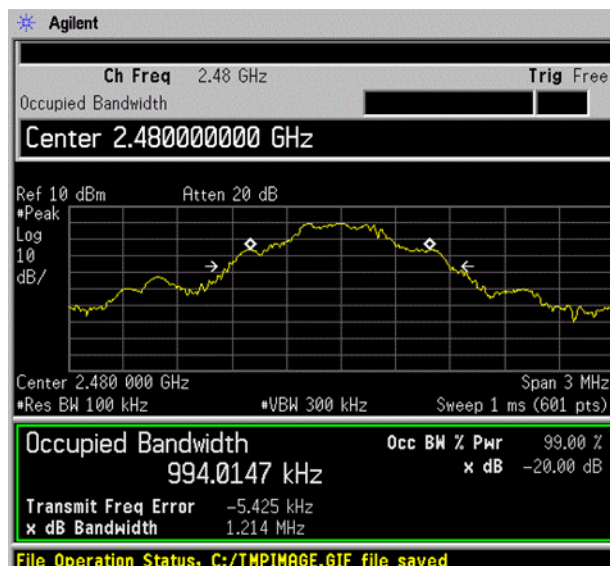 Agilent
Ch Freq 2.48 GHz Trig Free
Occupied Bandwidth
Center 2.480000000 GHz
Ref 10 dBm Atten 20 dB
#Peak
Log
10
dB/
Center 2.480 000 GHz Span 3 MHz
#Res BW 100 kHz #VBW 300 kHz Sweep 1 ms (601 pts)
Occupied Bandwidth Occ BW % Pwr 99.00 %
994.0147 kHz x dB -20.00 dB
Transmit Freq Error -5.425 kHz
x dB Bandwidth 1.214 MHz
File Operation Status, C:/TMPIMAGE.GIF file saved